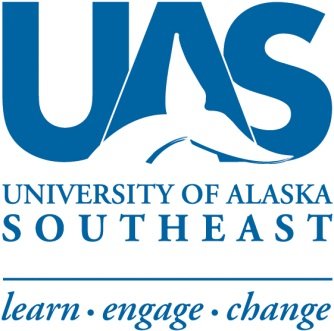 UAS
UNIVERSITY OF ALASKA
SOUTHEAST
learn · engage · change